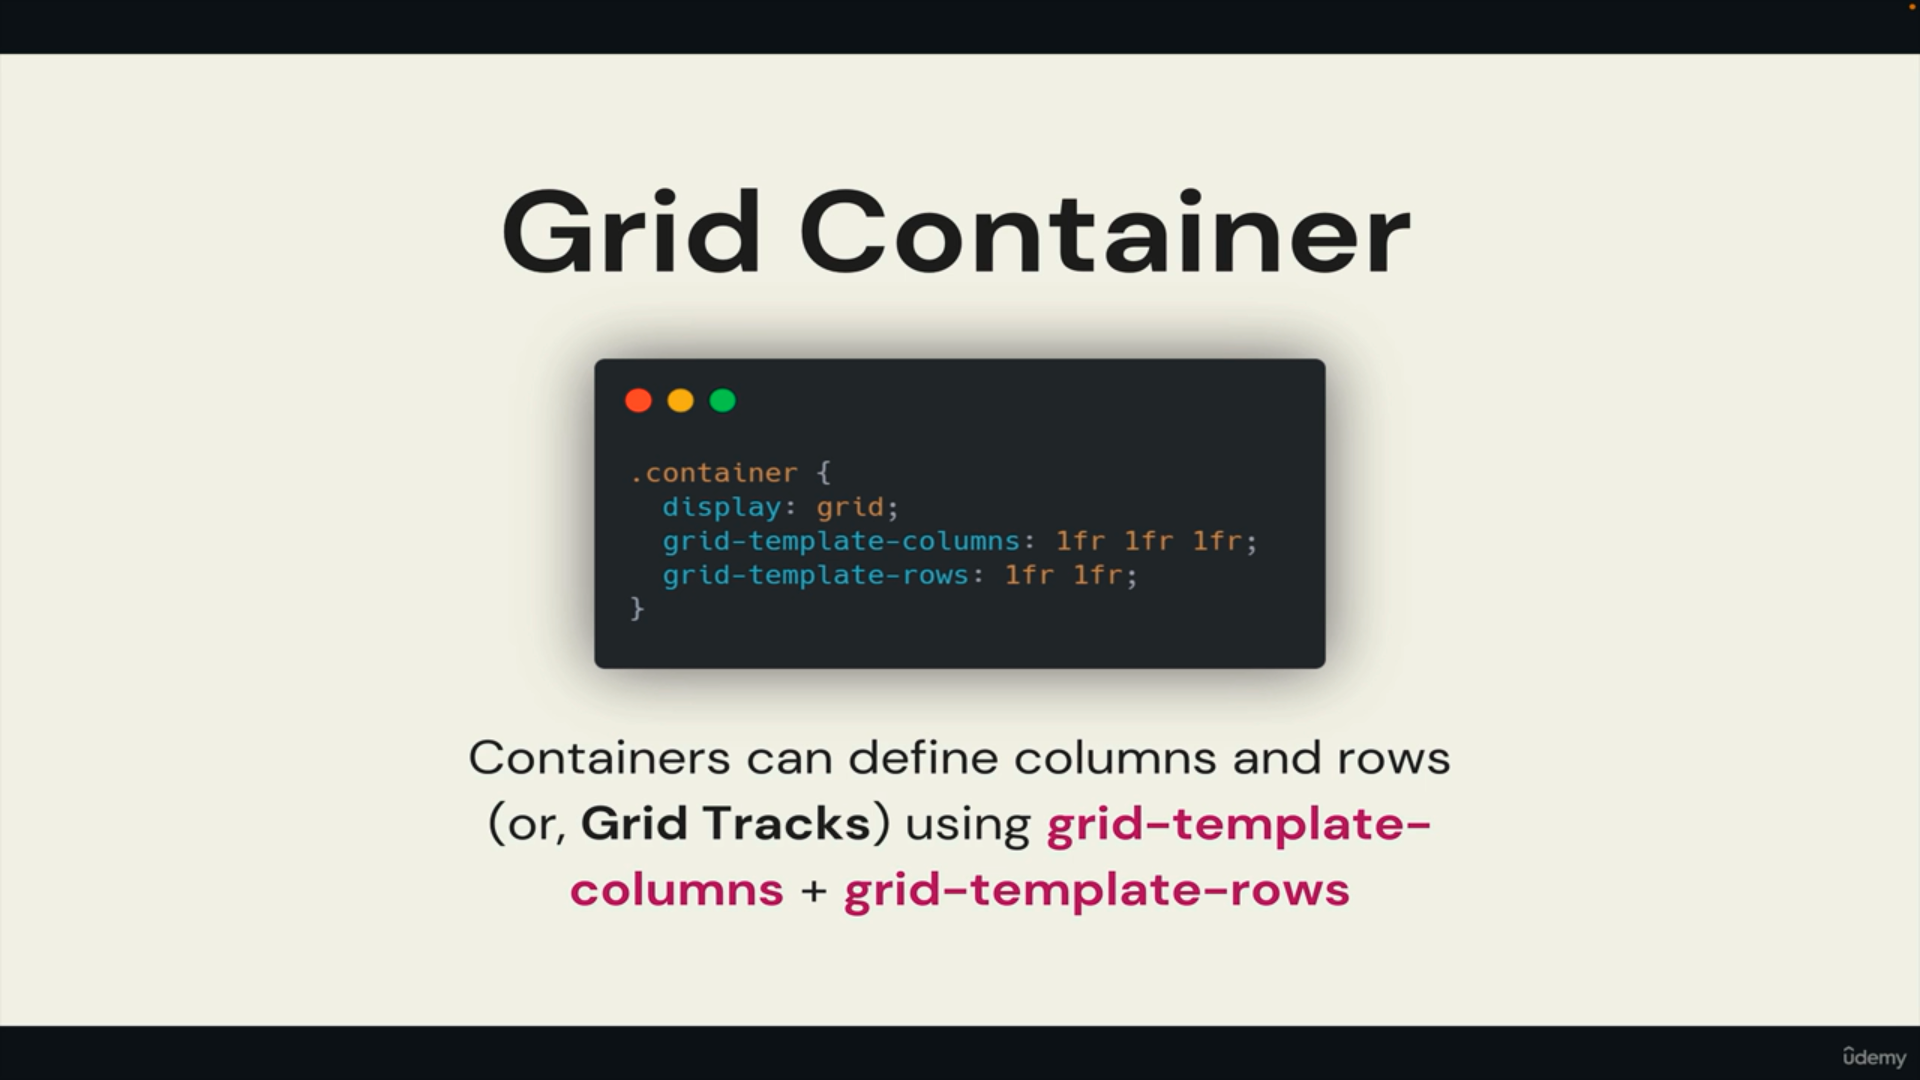 Grid Container
.container {
  display: grid;
  grid-template-columns: 1fr 1fr 1fr;
  grid-template-rows: 1fr 1fr;
}
Containers can define columns and rows
(or, Grid Tracks) using grid-template-
columns + grid-template-rows
ûdemy